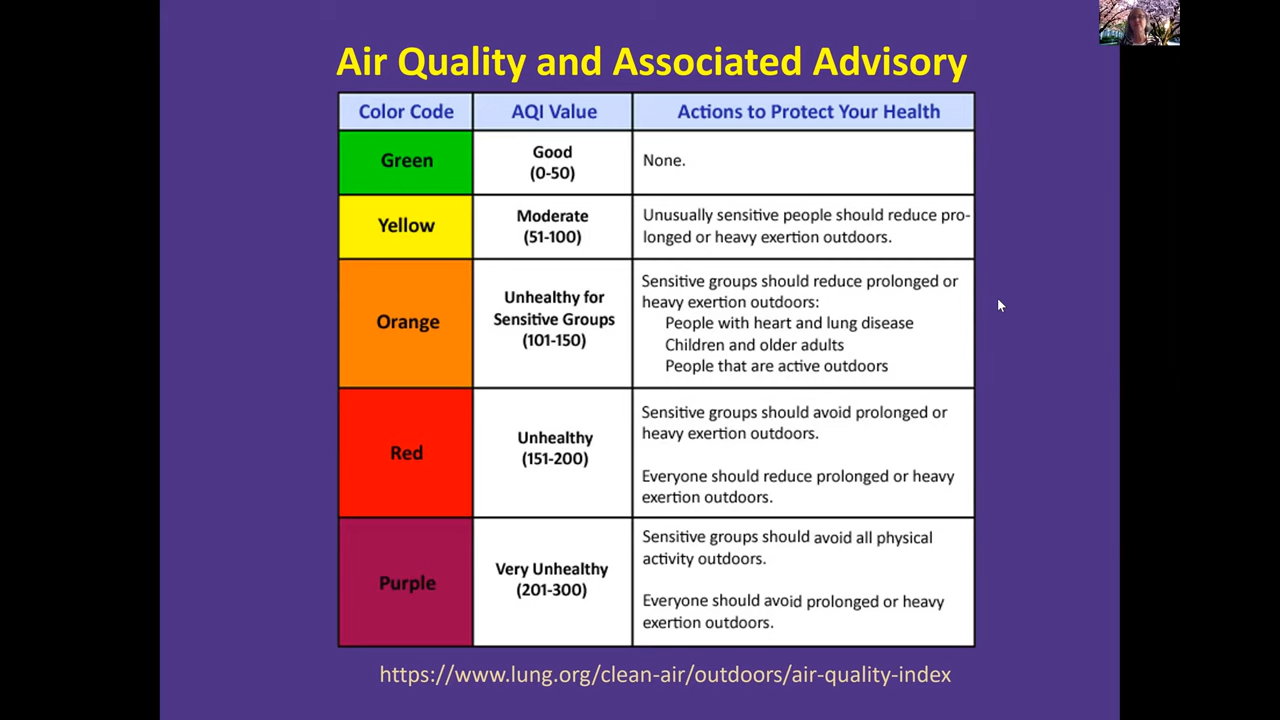 Air Quality and Associated Advisory
Color Code
AQI Value
Actions to Protect Your Health
Green
Good
(0-50)
None.
Yellow
Moderate
(51-100)
Unusually sensitive people should reduce pro-
longed or heavy exertion outdoors.
Orange
Unhealthy for
Sensitive Groups
(101-150)
Sensitive groups should reduce prolonged or
heavy exertion outdoors:
People with heart and lung disease
Children and older adults
People that are active outdoors
Red
Unhealthy
(151-200)
Sensitive groups should avoid prolonged or
heavy exertion outdoors.
Everyone should reduce prolonged or heavy
exertion outdoors.
Purple
Very Unhealthy
(201-300)
Sensitive groups should avoid all physical
activity outdoors.
Everyone should avoid prolonged or heavy
exertion outdoors.
https://www.lung.org/clean-air/outdoors/air-quality-index